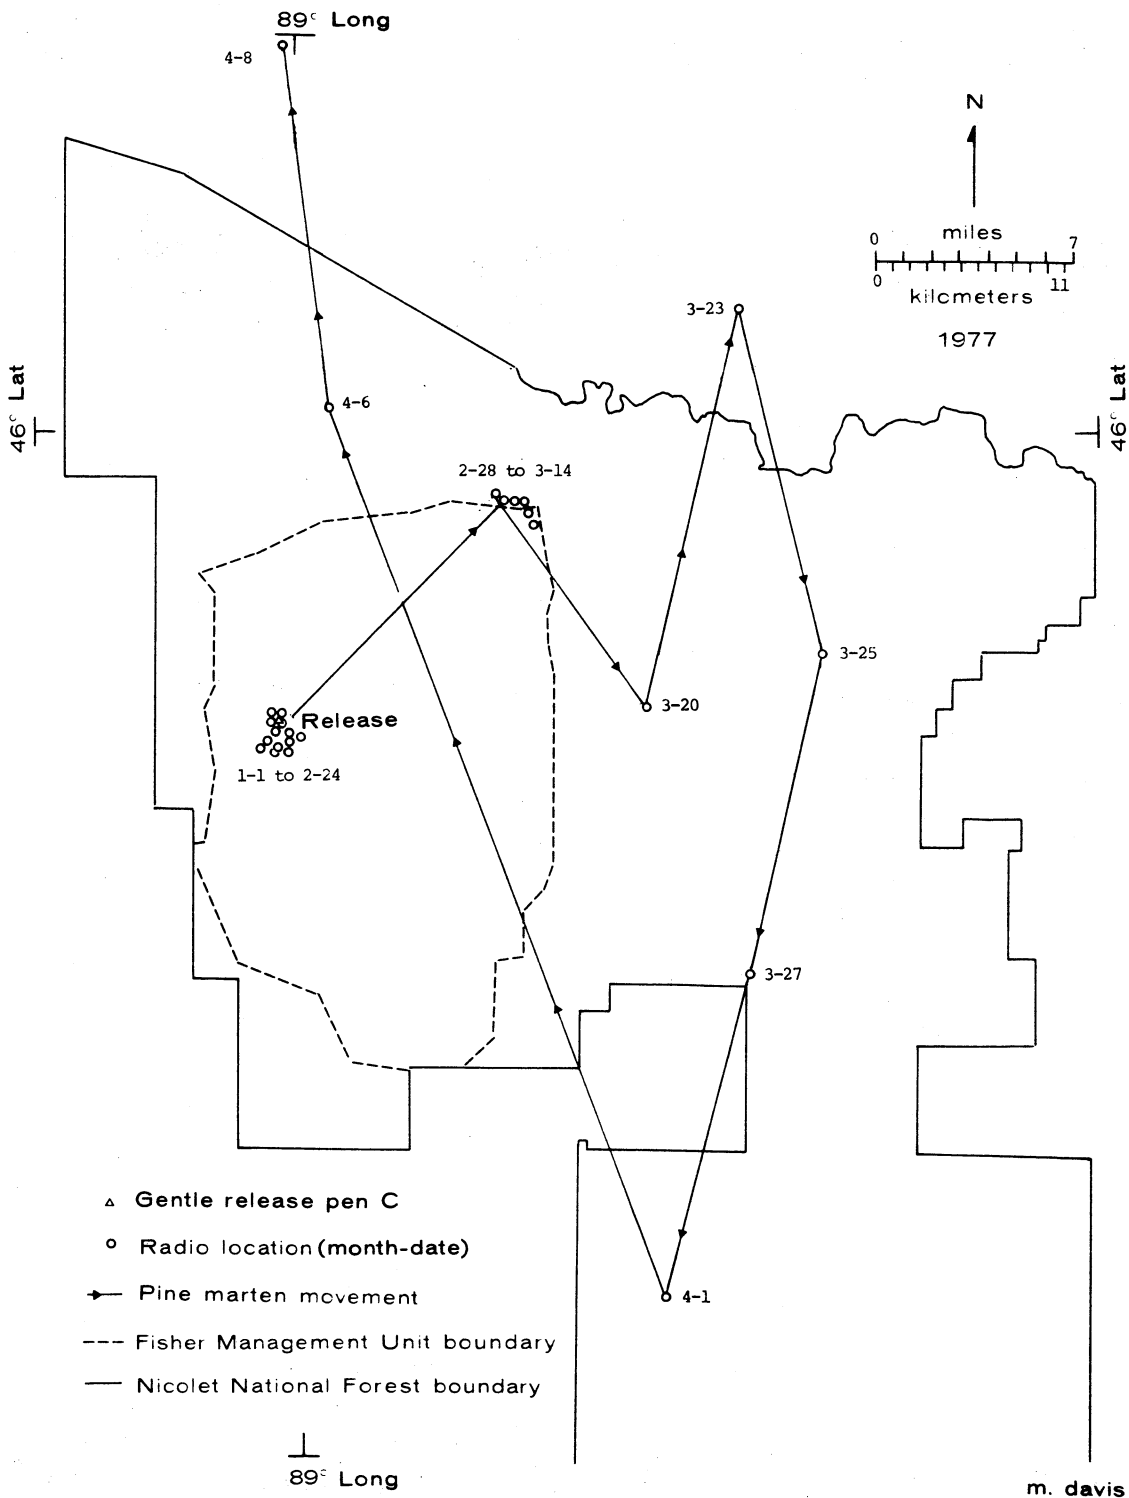 89° Long
4-8
N
miles
0 7
0 11
kilometers
1977
3-23
46° Lat
46° Lat
4-6
2-28 to 3-14
3-25
3-20
Release
1-1 to 2-24
3-27
4-1
Gentle release pen C
Radio location (month-date)
Pine marten movement
Fisher Management Unit boundary
Nicolet National Forest boundary
89° Long
m. davis